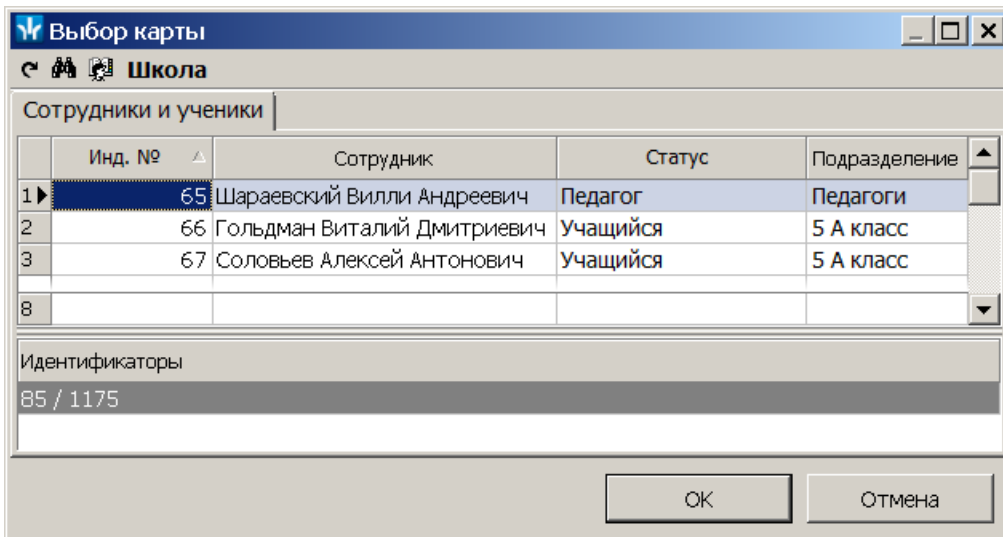 Выбор карты
Школа
Сотрудники и ученики
Инд. № Сотрудник Статус Подразделение
1 65 Шараевский Вилли Андреевич Педагог Педагоги
2 66 Гольдман Виталий Дмитриевич Учащийся 5 А класс
3 67 Соловьев Алексей Антонович Учащийся 5 А класс
8
Идентификаторы
85 / 1175
OK Отмена